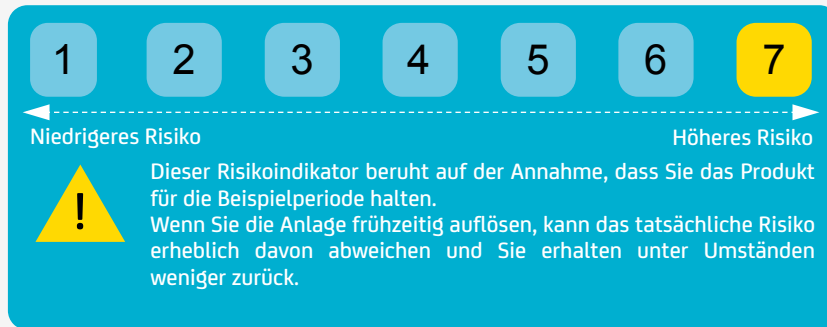 1 2 3 4 5 6 7
Niedrigeres Risiko Höheres Risiko
!
Dieser Risikoindikator beruht auf der Annahme, dass Sie das Produkt
für die Beispielperiode halten.
Wenn Sie die Anlage frühzeitig auflösen, kann das tatsächliche Risiko
erheblich davon abweichen und Sie erhalten unter Umständen
weniger zurück.